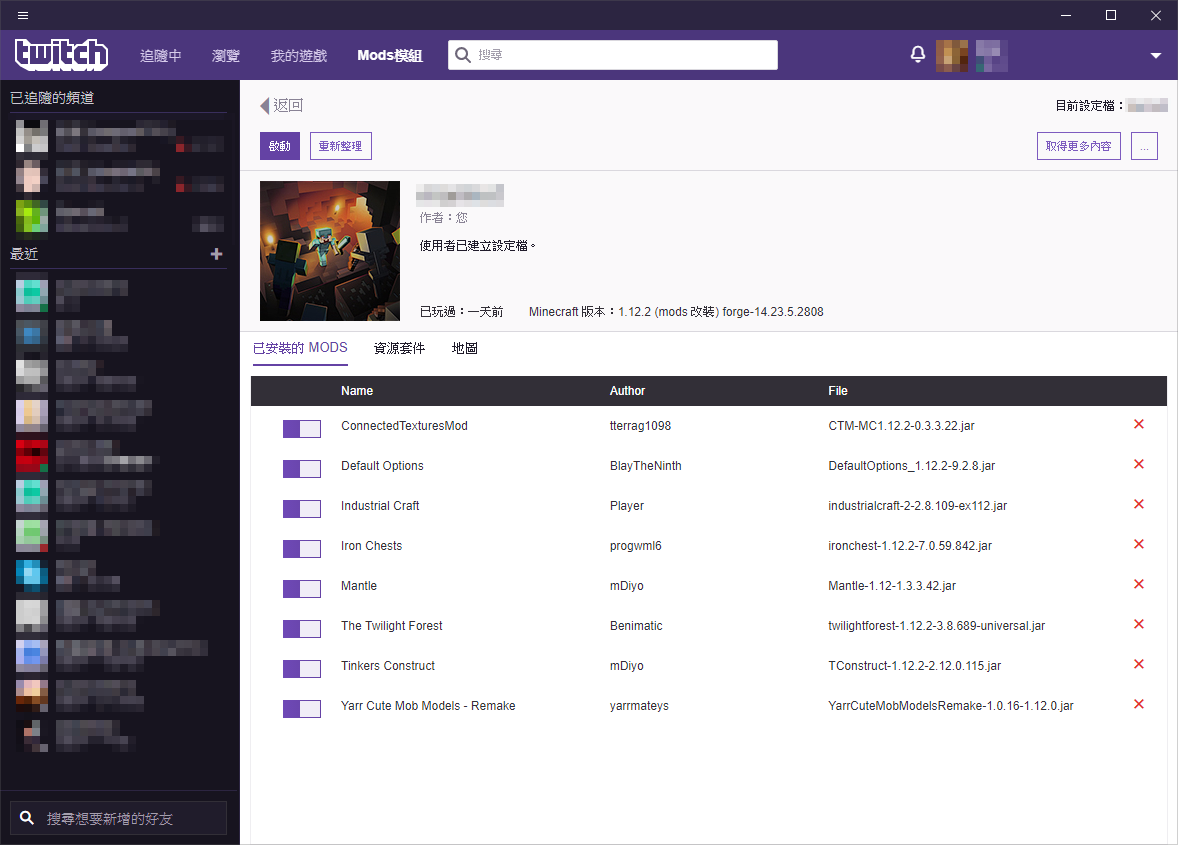 twitch 追隨中 瀏覽 我的遊戲 Mods模組 搜尋
已追隨的頻道
最近
搜尋想要新增的好友
返回 目前設定檔：
啟動 重新整理 取得更多內容 ...
作者：您
使用者已建立設定檔。
已玩過：一天前 Minecraft 版本：1.12.2 (mods 改裝) forge-14.23.5.2808
已安裝的 MODS 資源套件 地圖
Name Author File
ConnectedTexturesMod tterrag1098 CTM-MC1.12.2-0.3.3.22.jar
Default Options BlayTheNinth DefaultOptions_1.12.2-9.2.8.jar
Industrial Craft Player industrialcraft-2-2.8.109-ex112.jar
Iron Chests progwml6 ironchest-1.12.2-7.0.59.842.jar
Mantle mDiyo Mantle-1.12-1.3.3.42.jar
The Twilight Forest Benimatic twilightforest-1.12.2-3.8.689-universal.jar
Tinkers Construct mDiyo TConstruct-1.12.2-2.12.0.115.jar
Yarr Cute Mob Models - Remake yarrmateys YarrCuteMobModelsRemake-1.0.16-1.12.0.jar